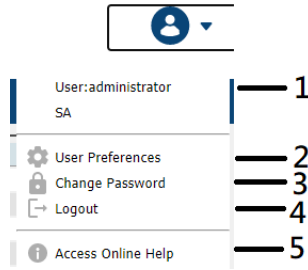 User:administrator 1
SA
User Preferences 2
Change Password 3
Logout 4
Access Online Help 5